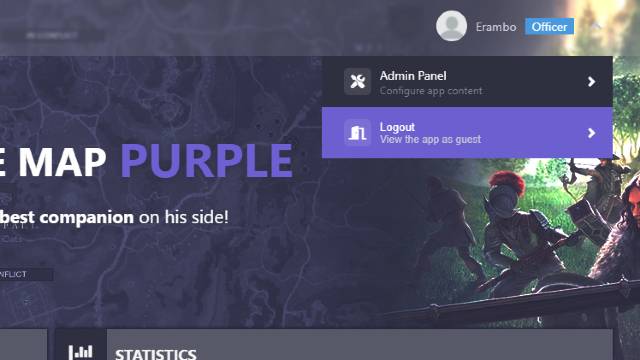 IN CONFLICT
Erambo Officer
Admin Panel
Configure app content
Logout
View the app as guest
E MAP PURPLE
best companion on his side!
NFLICT
STATISTICS